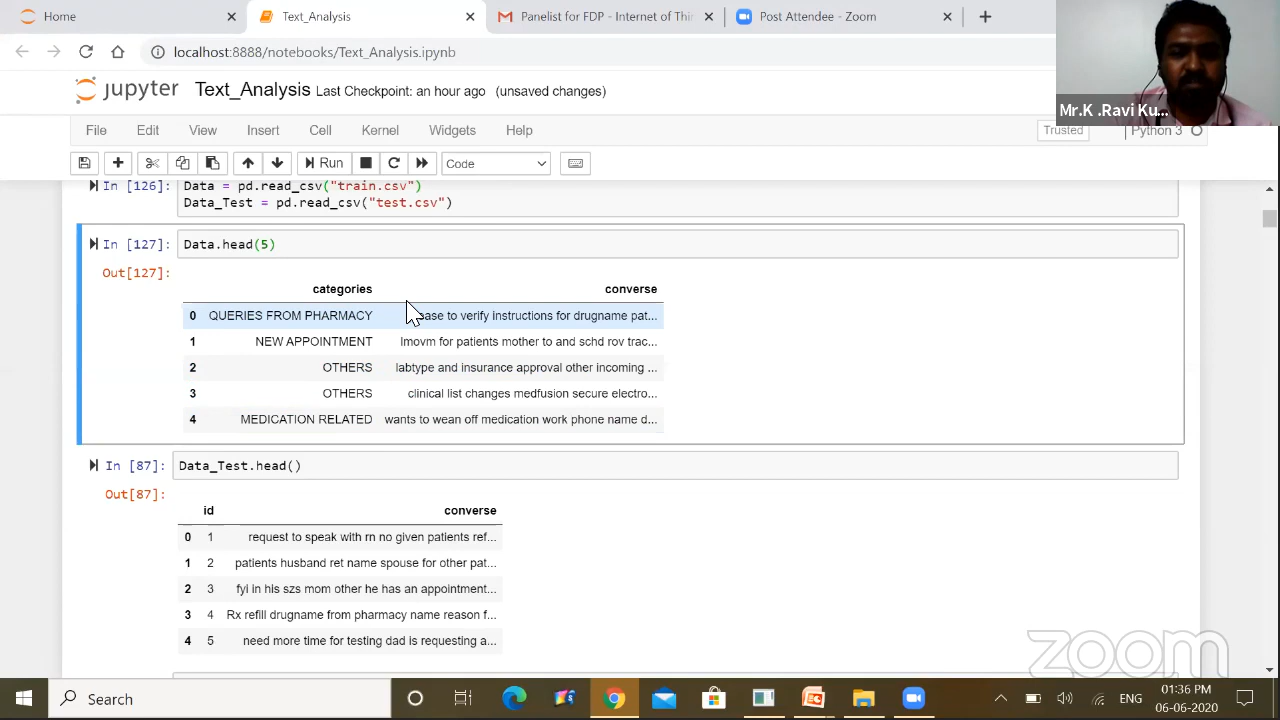 Home
Text_Analysis
Panelist for FDP - Internet of Thi
Post Attendee - Zoom
localhost:8888/notebooks/Text_Analysis.ipynb
jupyter Text_Analysis Last Checkpoint: an hour ago (unsaved changes)
Mr.K .Ravi Ku...
File Edit View Insert Cell Kernel Widgets Help
Trusted
Python 3
Run
Code
In [126]: Data = pd.read_csv("train.csv")
Data_Test = pd.read_csv("test.csv")
In [127]: Data.head(5)
Out[127]:
categories converse
0 QUERIES FROM PHARMACY ase to verify instructions for drugname pat...
1 NEW APPOINTMENT lmovm for patients mother to and schd rov trac...
2 OTHERS labtype and insurance approval other incoming ...
3 OTHERS clinical list changes medfusion secure electro...
4 MEDICATION RELATED wants to wean off medication work phone name d...
In [87]: Data_Test.head()
Out[87]:
id converse
0 1 request to speak with rn no given patients ref...
1 2 patients husband ret name spouse for other pat...
2 3 fyi in his szs mom other he has an appointment...
3 4 Rx refill drugname from pharmacy name reason f...
4 5 need more time for testing dad is requesting a...
zoom
Search
ENG
01:36 PM
06-06-2020